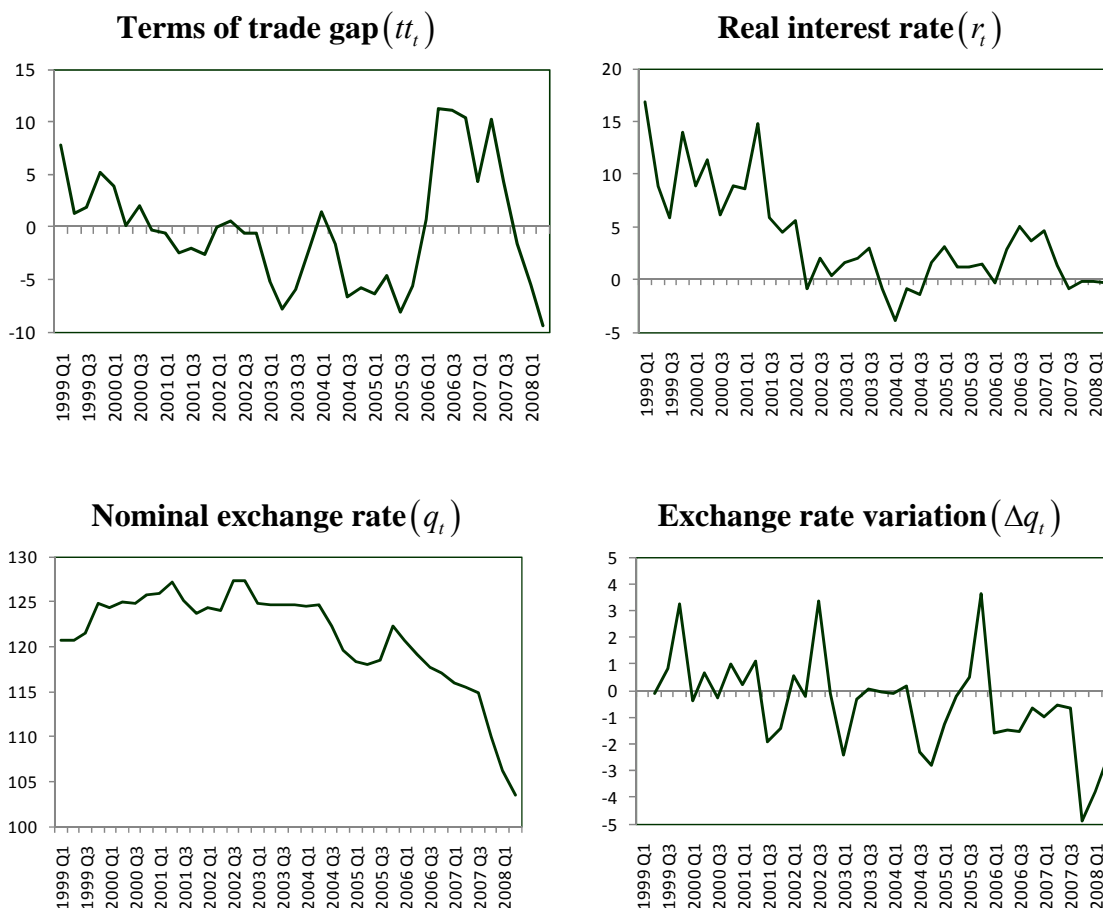 Terms of trade gap (tt_t)
15
10
5
0
-5
-10
1999 Q1
1999 Q3
2000 Q1
2000 Q3
2001 Q1
2001 Q3
2002 Q1
2002 Q3
2003 Q1
2003 Q3
2004 Q1
2004 Q3
2005 Q1
2005 Q3
2006 Q1
2006 Q3
2007 Q1
2007 Q3
2008 Q1
Real interest rate (r_t)
20
15
10
5
0
-5
1999 Q1
1999 Q3
2000 Q1
2000 Q3
2001 Q1
2001 Q3
2002 Q1
2002 Q3
2003 Q1
2003 Q3
2004 Q1
2004 Q3
2005 Q1
2005 Q3
2006 Q1
2006 Q3
2007 Q1
2007 Q3
2008 Q1
Nominal exchange rate (q_t)
130
125
120
115
110
105
100
1999 Q1
1999 Q3
2000 Q1
2000 Q3
2001 Q1
2001 Q3
2002 Q1
2002 Q3
2003 Q1
2003 Q3
2004 Q1
2004 Q3
2005 Q1
2005 Q3
2006 Q1
2006 Q3
2007 Q1
2007 Q3
2008 Q1
Exchange rate variation (Δq_t)
5
4
3
2
1
0
-1
-2
-3
-4
-5
1999 Q1
1999 Q3
2000 Q1
2000 Q3
2001 Q1
2001 Q3
2002 Q1
2002 Q3
2003 Q1
2003 Q3
2004 Q1
2004 Q3
2005 Q1
2005 Q3
2006 Q1
2006 Q3
2007 Q1
2007 Q3
2008 Q1